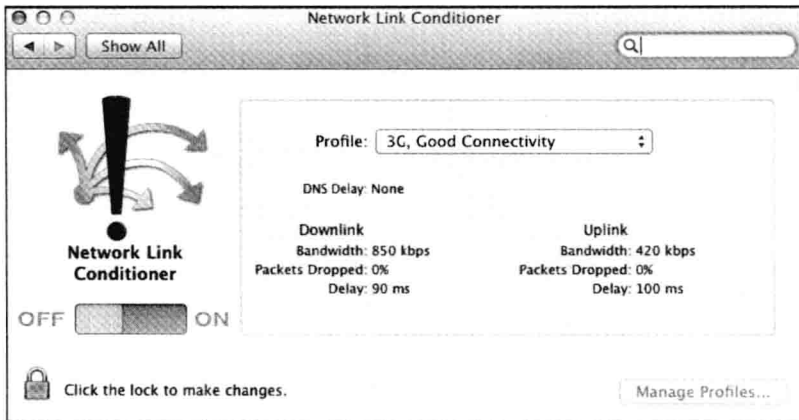 Network Link Conditioner
Show All
Profile: 3G, Good Connectivity
DNS Delay: None
Downlink
Bandwidth: 850 kbps
Packets Dropped: 0%
Delay: 90 ms
Uplink
Bandwidth: 420 kbps
Packets Dropped: 0%
Delay: 100 ms
Network Link
Conditioner
OFF ON
Click the lock to make changes.
Manage Profiles...